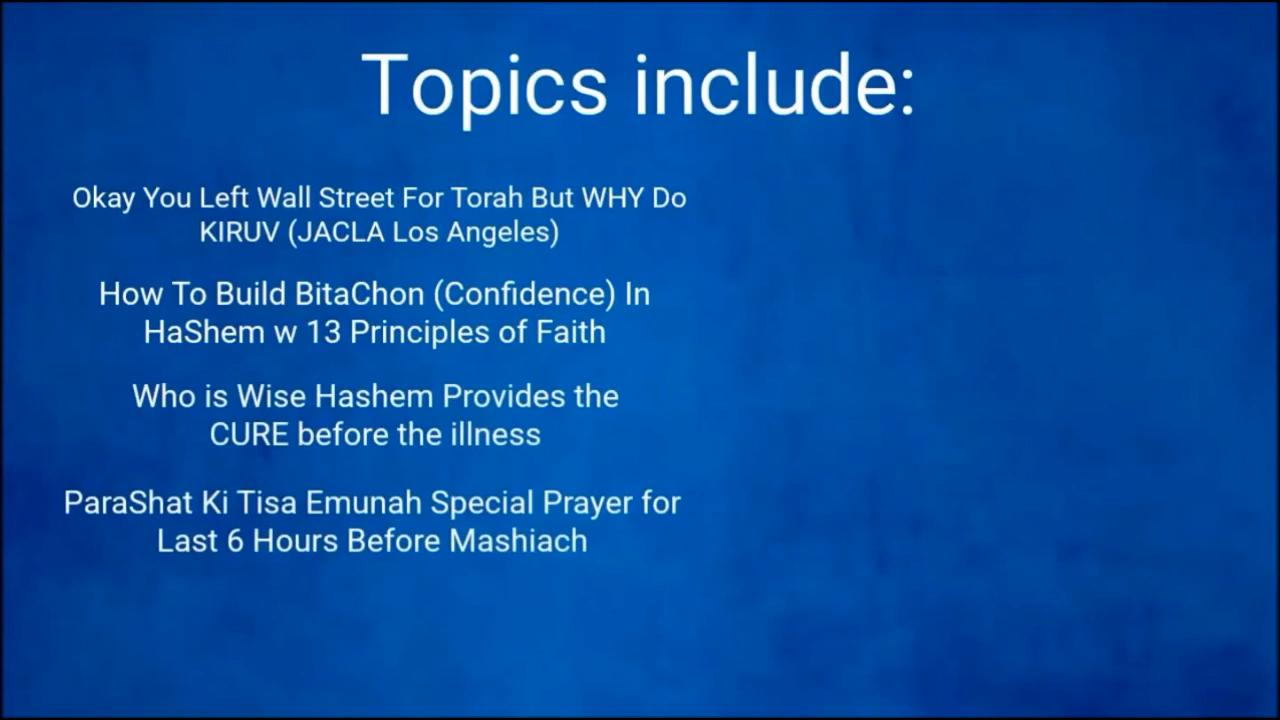 Topics include:
Okay You Left Wall Street For Torah But WHY Do
KIRUV (JACLA Los Angeles)
How To Build BitaChon (Confidence) In
HaShem w 13 Principles of Faith
Who is Wise Hashem Provides the
CURE before the illness
ParaShat Ki Tisa Emunah Special Prayer for
Last 6 Hours Before Mashiach